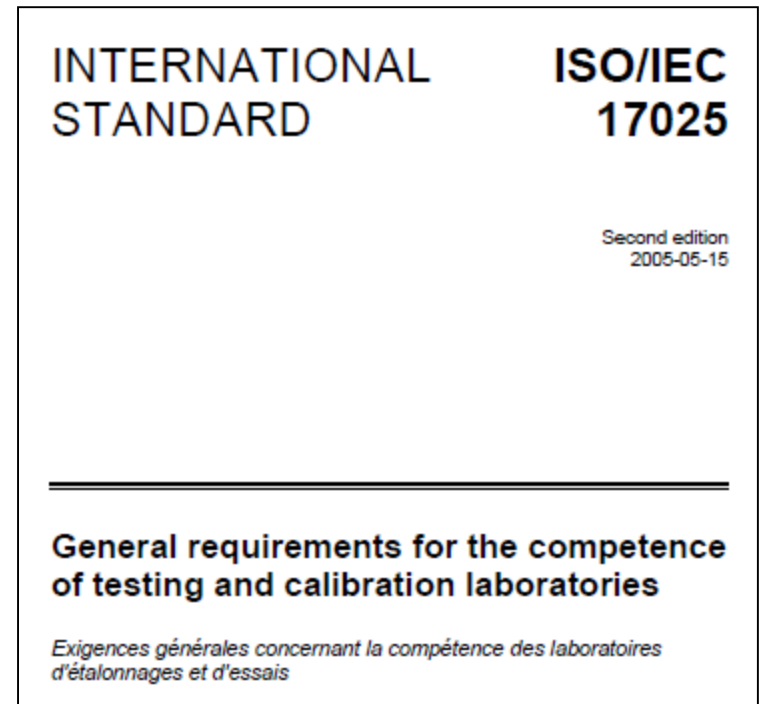 INTERNATIONAL
STANDARD
ISO/IEC
17025
Second edition
2005-05-15
General requirements for the competence
of testing and calibration laboratories
Exigences générales concernant la compétence des laboratoires
d'étalonnages et d'essais